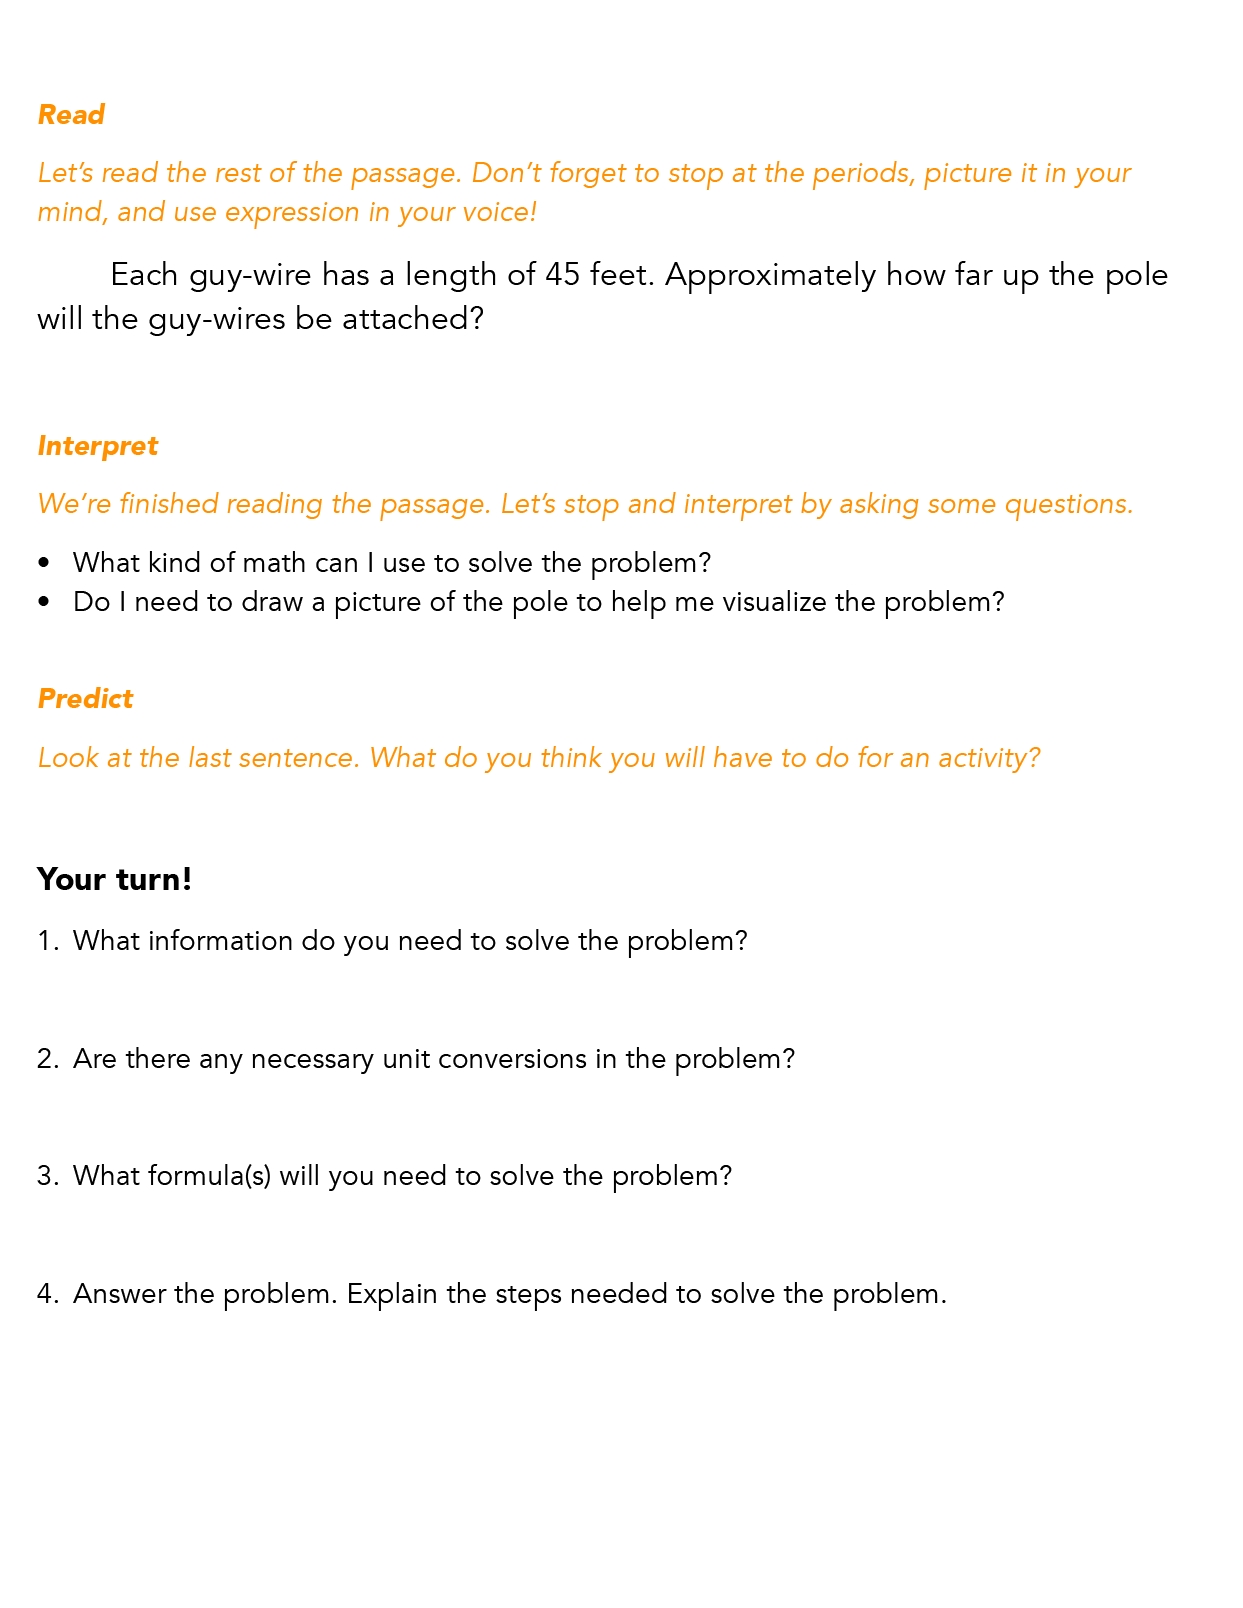 Read
Let’s read the rest of the passage. Don’t forget to stop at the periods, picture it in your
mind, and use expression in your voice!
Each guy-wire has a length of 45 feet. Approximately how far up the pole
will the guy-wires be attached?
Interpret
We’re finished reading the passage. Let’s stop and interpret by asking some questions.
• What kind of math can I use to solve the problem?
• Do I need to draw a picture of the pole to help me visualize the problem?
Predict
Look at the last sentence. What do you think you will have to do for an activity?
Your turn!
1. What information do you need to solve the problem?
2. Are there any necessary unit conversions in the problem?
3. What formula(s) will you need to solve the problem?
4. Answer the problem. Explain the steps needed to solve the problem.